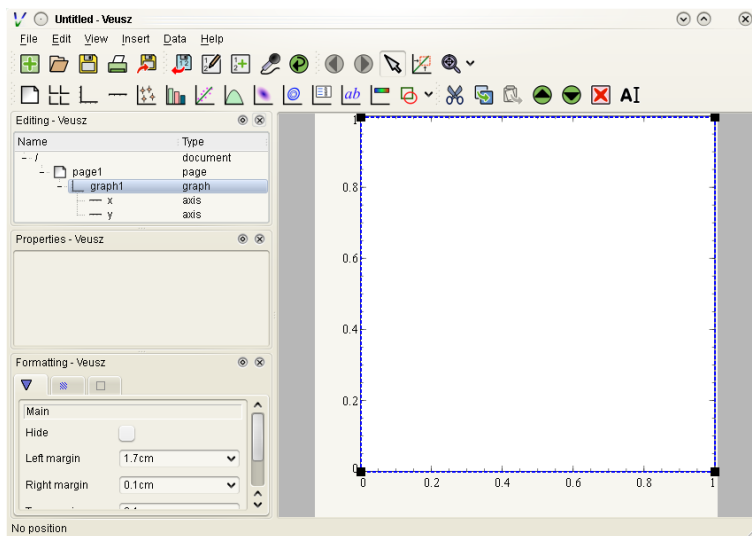 Untitled - Veusz
File Edit View Insert Data Help
ab
AI
Editing - Veusz
Name Type
/ document
page1 page
graph1 graph
x axis
y axis
Properties - Veusz
Formatting - Veusz
Main
Hide
Left margin 1.7cm
Right margin 0.1cm
1
0.8
0.6
0.4
0.2
0
0 0.2 0.4 0.6 0.8 1
No position